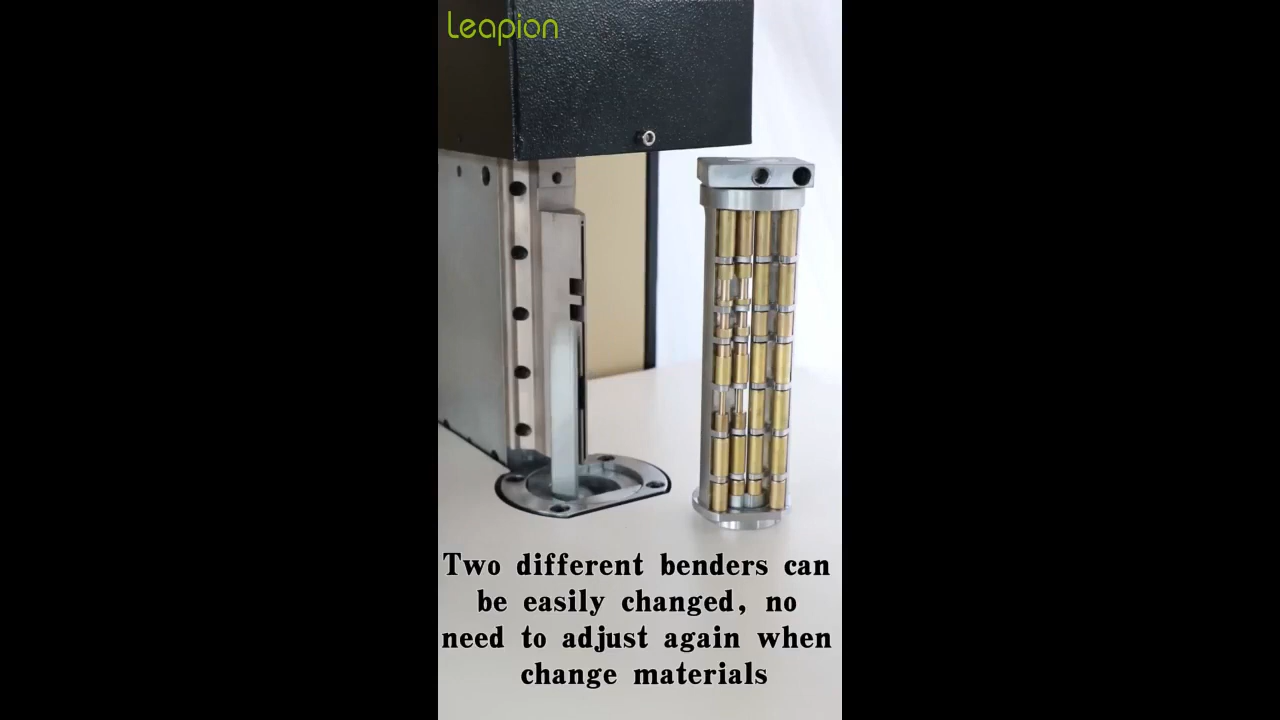 Leapion
Two different benders can
be easily changed, no
need to adjust again when
change materials